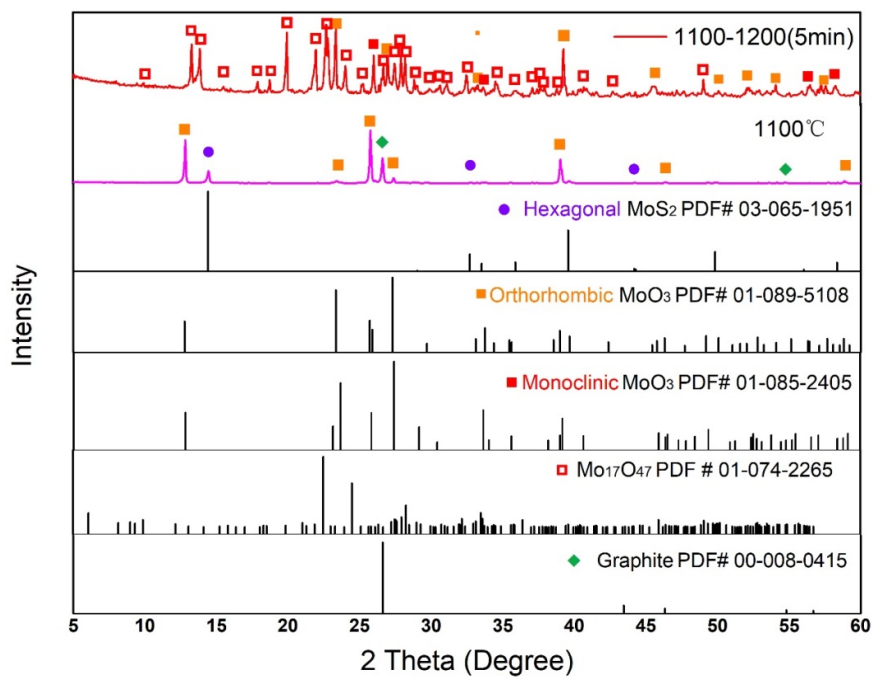 1100-1200(5min)
1100℃
Hexagonal MoS₂ PDF# 03-065-1951
Orthorhombic MoO₃ PDF# 01-089-5108
Monoclinic MoO₃ PDF# 01-085-2405
Mo₁₇O₄₇ PDF # 01-074-2265
Graphite PDF# 00-008-0415
Intensity
5 10 15 20 25 30 35 40 45 50 55 60
2 Theta (Degree)